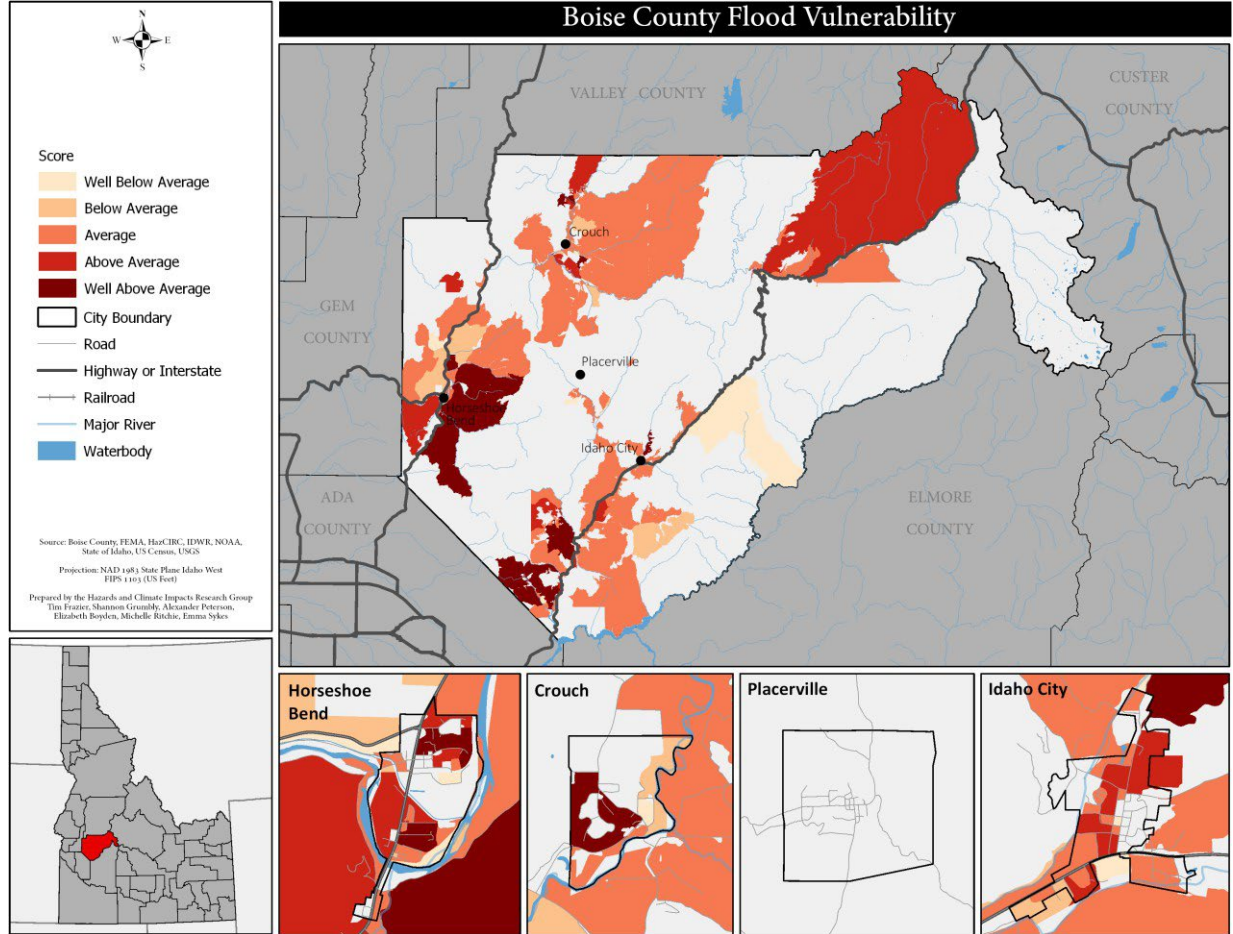 Boise County Flood Vulnerability
N
W E
S
Score
Well Below Average
Below Average
Average
Above Average
Well Above Average
City Boundary
Road
Highway or Interstate
Railroad
Major River
Waterbody
Source: Boise County, FEMA, HazCIRC, IDWR, NOAA,
State of Idaho, US Census, USGS
Projection: NAD 1983 State Plane Idaho West
FIPS 1103 (US Feet)
Prepared by the Hazards and Climate Impacts Research Group
Tim Frazier, Shannon Grumbly, Alexander Peterson,
Elizabeth Boyden, Michelle Ritchie, Emma Sykes
VALLEY COUNTY
CUSTER
COUNTY
Crouch
GEM
COUNTY
Placerville
Horseshoe
Bend
Idaho City
ADA
COUNTY
ELMORE
COUNTY
Horseshoe
Bend
Crouch
Placerville
Idaho City